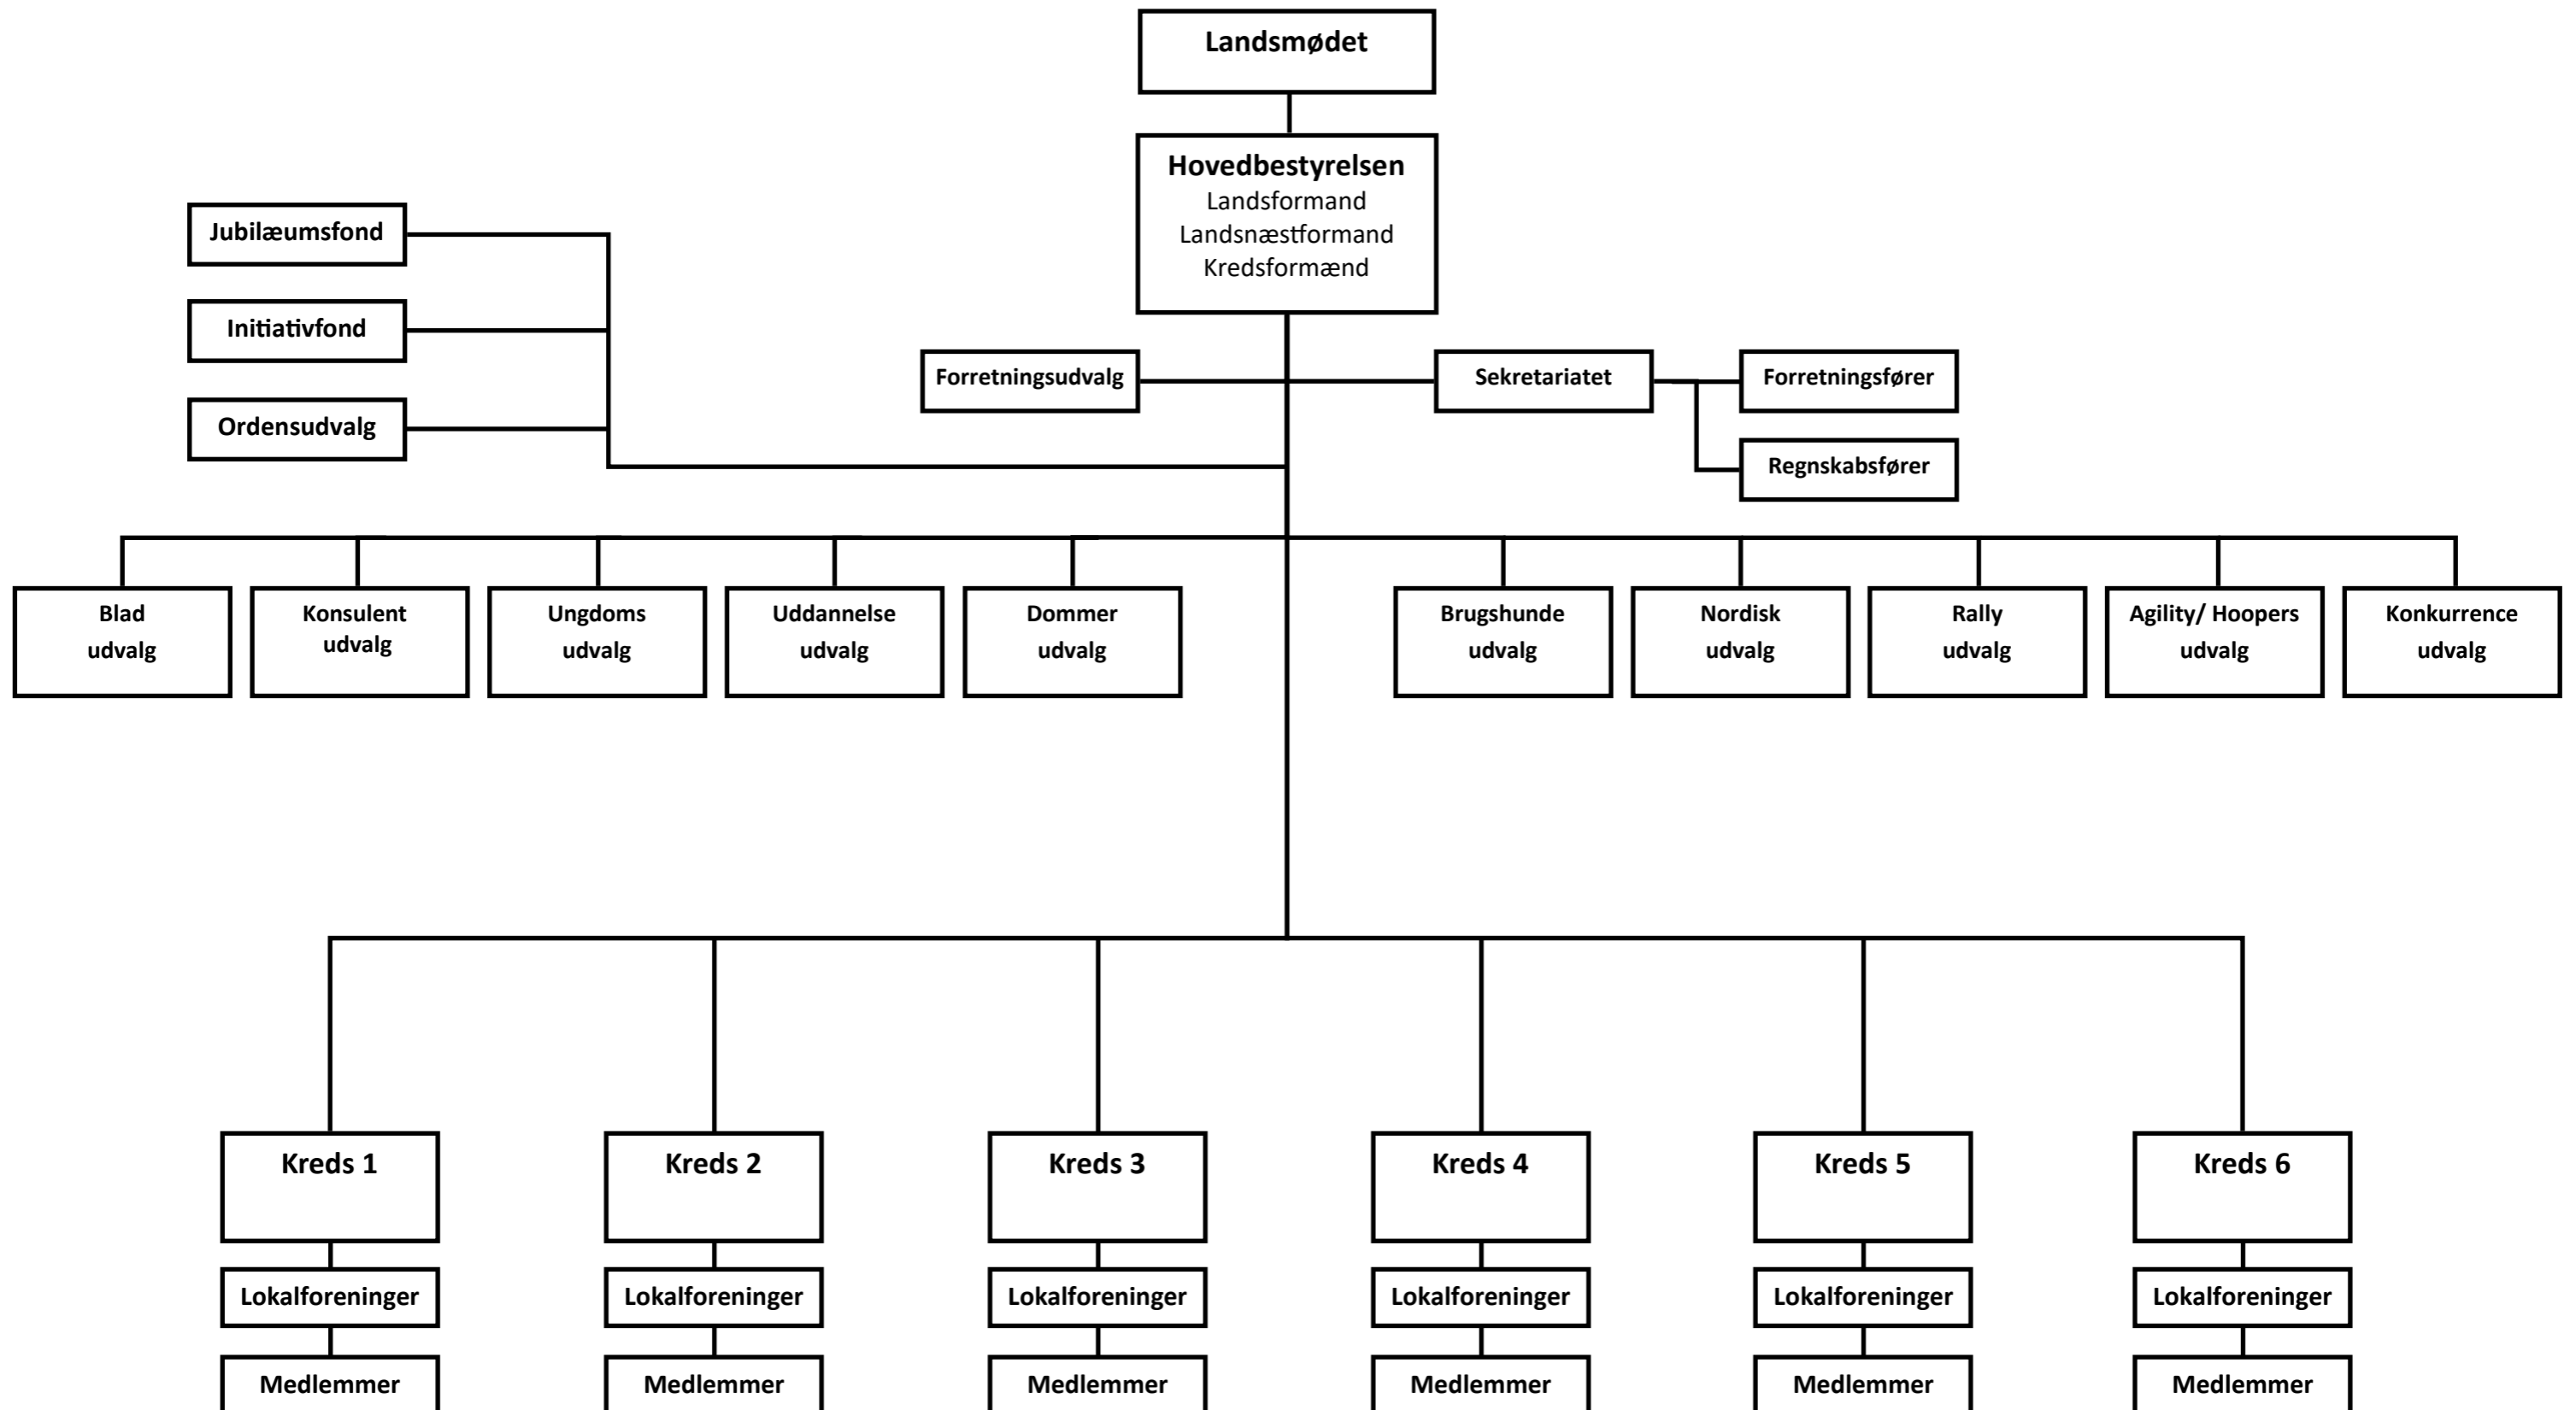 Landsmødet
Hovedbestyrelsen
Landsformand
Landsnæstformand
Kredsformænd
Jubilæumsfond
Initiativfond
Ordensudvalg
Forretningsudvalg
Sekretariatet
Forretningsfører
Regnskabsfører
Blad
udvalg
Konsulent
udvalg
Ungdoms
udvalg
Uddannelse
udvalg
Dommer
udvalg
Brugshunde
udvalg
Nordisk
udvalg
Rally
udvalg
Agility/ Hoopers
udvalg
Konkurrence
udvalg
Kreds 1
Lokalforeninger
Medlemmer
Kreds 2
Lokalforeninger
Medlemmer
Kreds 3
Lokalforeninger
Medlemmer
Kreds 4
Lokalforeninger
Medlemmer
Kreds 5
Lokalforeninger
Medlemmer
Kreds 6
Lokalforeninger
Medlemmer